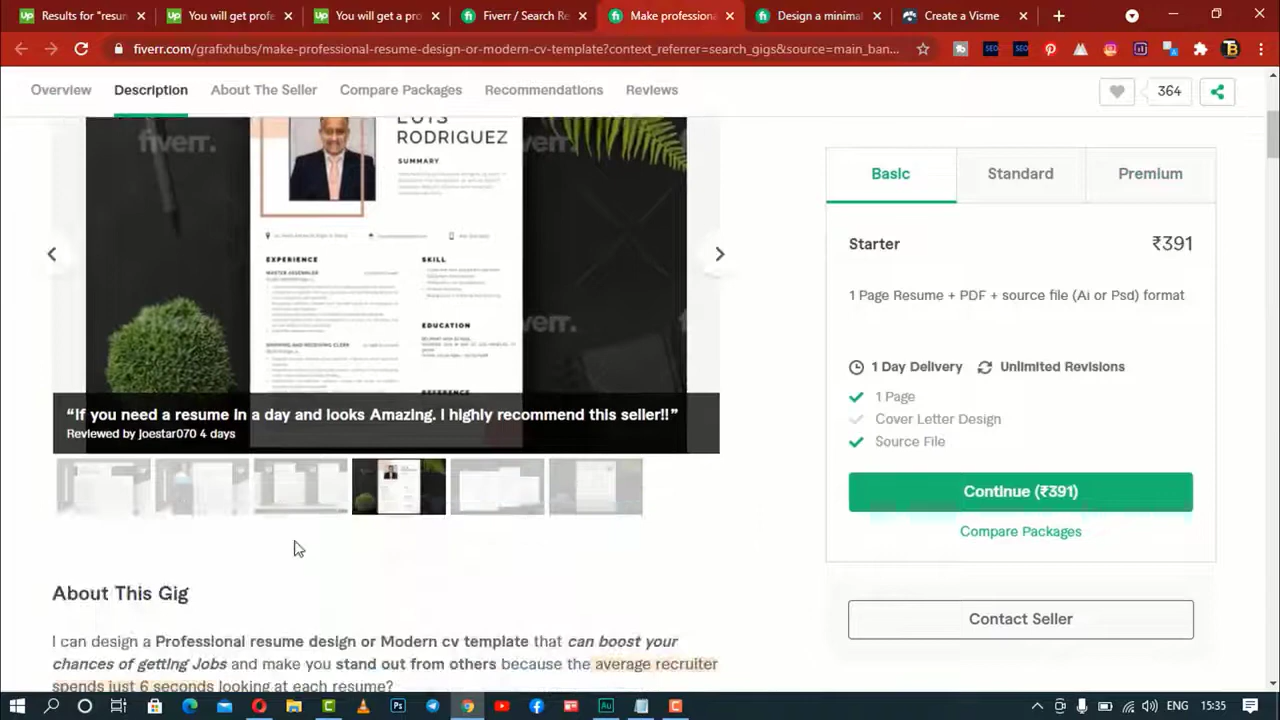 Results for "resum
You will get profe
You will get a pro
Fiverr / Search Re
Make professiona
Design a minimal
Create a Visme
fiverr.com/grafixhubs/make-professional-resume-design-or-modern-cv-template?context_referrer=search_gigs&source=main_ban...
Overview
Description
About The Seller
Compare Packages
Recommendations
Reviews
364
fiverr.
RODRIGUEZ
SUMMARY
EXPERIENCE
SKILL
EDUCATION
"If you need a resume in a day and looks Amazing. I highly recommend this seller!!"
Reviewed by joestar070 4 days
Basic
Standard
Premium
Starter
₹391
1 Page Resume + PDF + source file (Ai or Psd) format
1 Day Delivery
Unlimited Revisions
1 Page
Cover Letter Design
Source File
Continue (₹391)
Compare Packages
Contact Seller
About This Gig
I can design a Professional resume design or Modern cv template that can boost your
chances of getting Jobs and make you stand out from others because the average recruiter
spends just 6 seconds looking at each resume?
ENG
15:35